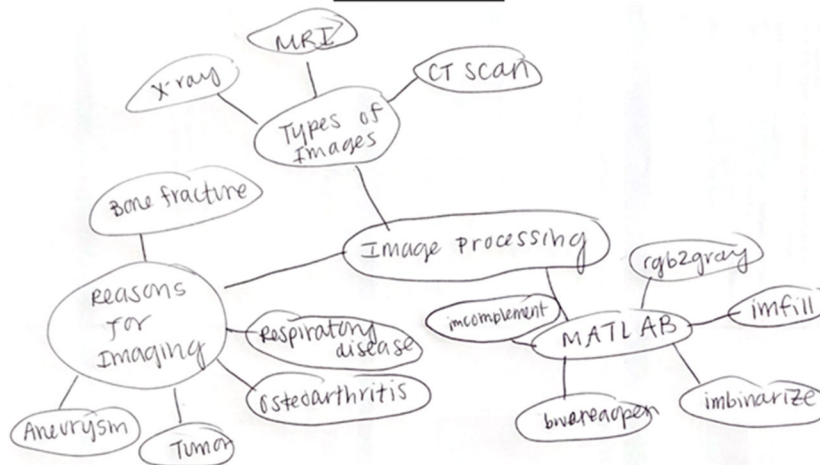 MRI
X-ray
CT scan
Types of
Images
Bone fracture
Image Processing
rgb2gray
Reasons
for
Imaging
imcomplement
imfill
MATLAB
Respiratory
disease
Osteoarthritis
imbinarize
bwareaopen
Aneurysm
Tumor